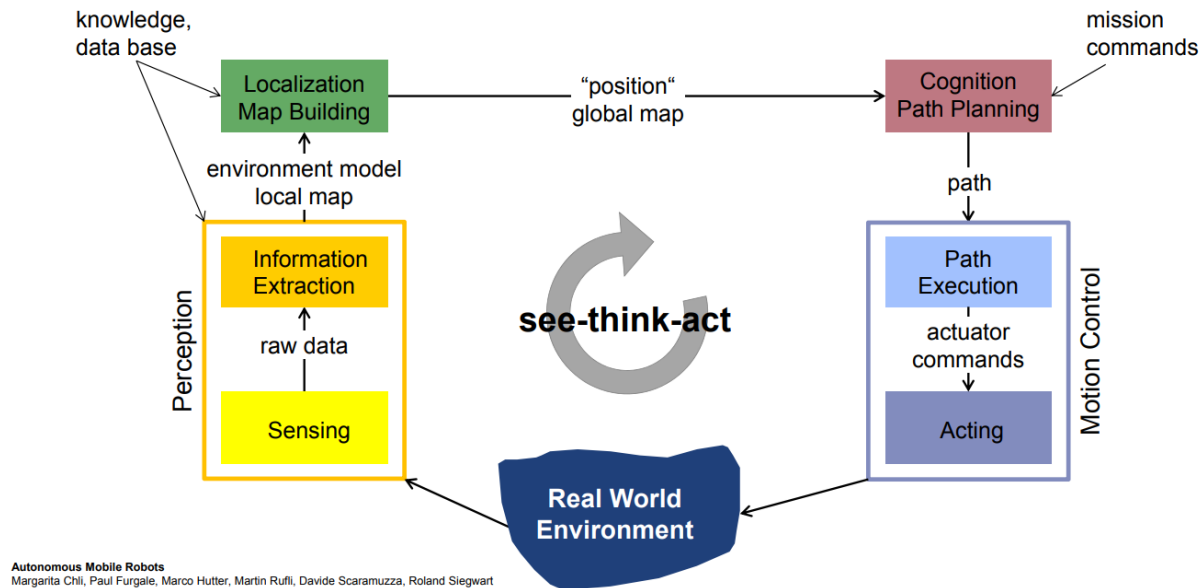 knowledge,
data base
Localization
Map Building
“position“
global map
Cognition
Path Planning
mission
commands
environment model
local map
path
Perception
Information
Extraction
raw data
Sensing
see-think-act
Path
Execution
actuator
commands
Acting
Motion Control
Real World
Environment
Autonomous Mobile Robots
Margarita Chli, Paul Furgale, Marco Hutter, Martin Rufli, Davide Scaramuzza, Roland Siegwart